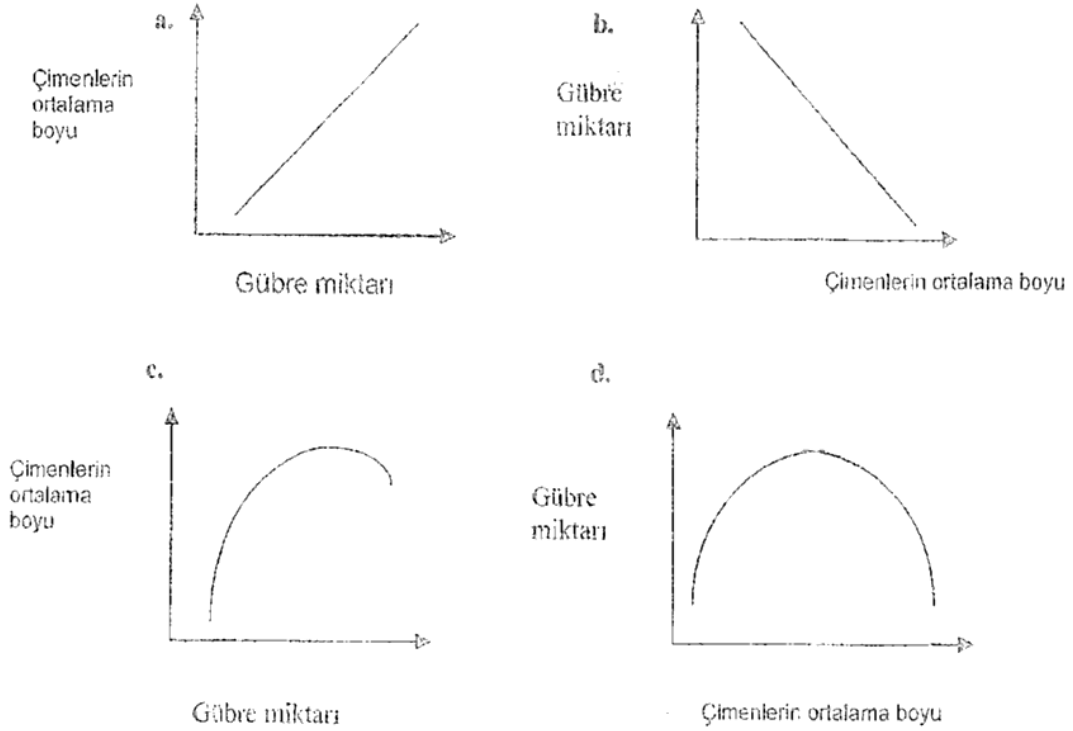 a.
Çimenlerin
ortalama
boyu
Gübre miktarı
b.
Gübre
miktarı
Çimenlerin ortalama boyu
c.
Çimenlerin
ortalama
boyu
Gübre miktarı
d.
Gübre
miktarı
Çimenlerin ortalama boyu